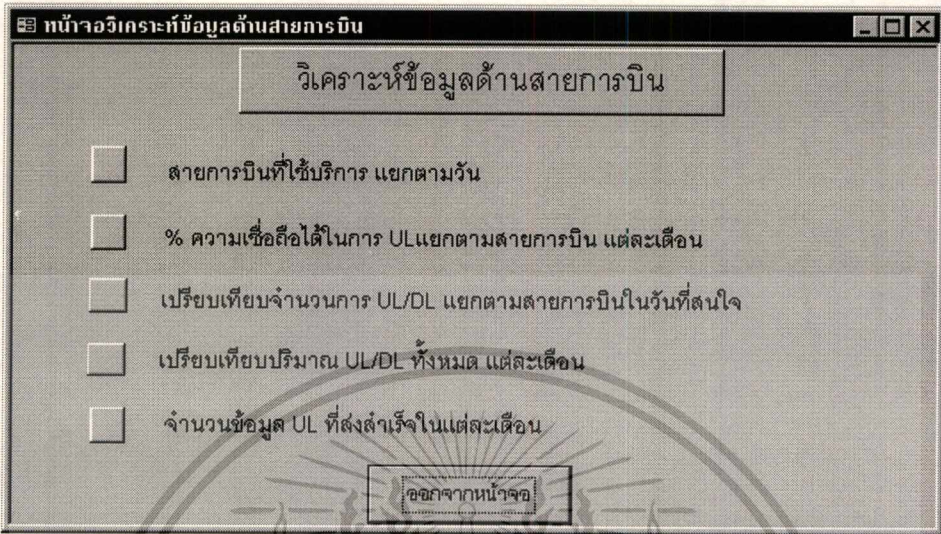 หน้าจอวิเคราะห์ข้อมูลด้านสายการบิน
วิเคราะห์ข้อมูลด้านสายการบิน
สายการบินที่ใช้บริการ แยกตามวัน
% ความเชื่อถือได้ในการ ULแยกตามสายการบิน แต่ละเดือน
เปรียบเทียบจำนวนการ UL/DL แยกตามสายการบินในวันที่สนใจ
เปรียบเทียบปริมาณ UL/DL ทั้งหมด แต่ละเดือน
จำนวนข้อมูล UL ที่ส่งสำเร็จในแต่ละเดือน
ออกจากหน้าจอ